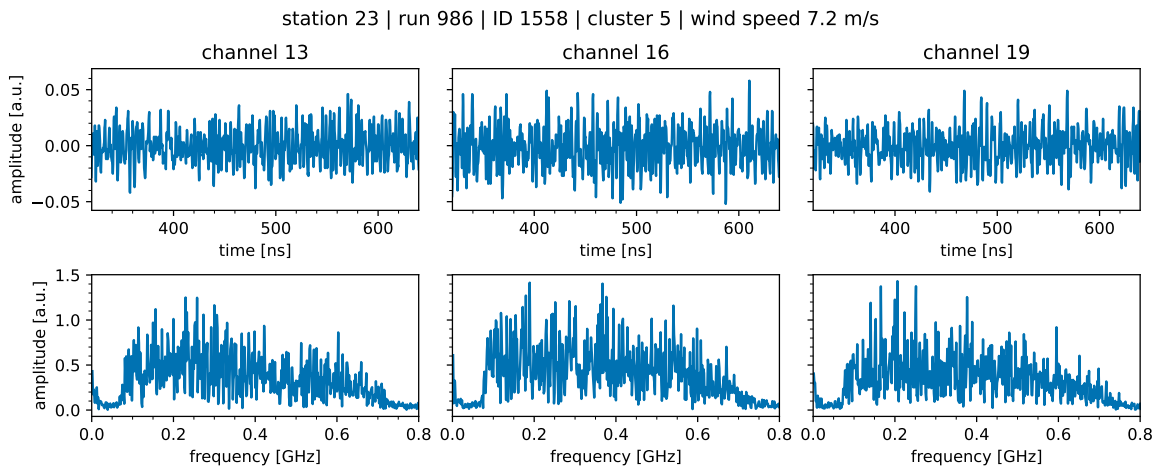 station 23 | run 986 | ID 1558 | cluster 5 | wind speed 7.2 m/s
channel 13 channel 16 channel 19
amplitude [a.u.]
0.05
0.00
−0.05
400 500 600 400 500 600 400 500 600
time [ns] time [ns] time [ns]
amplitude [a.u.]
1.5
1.0
0.5
0.0
0.0 0.2 0.4 0.6 0.8 0.0 0.2 0.4 0.6 0.8 0.0 0.2 0.4 0.6 0.8
frequency [GHz] frequency [GHz] frequency [GHz]